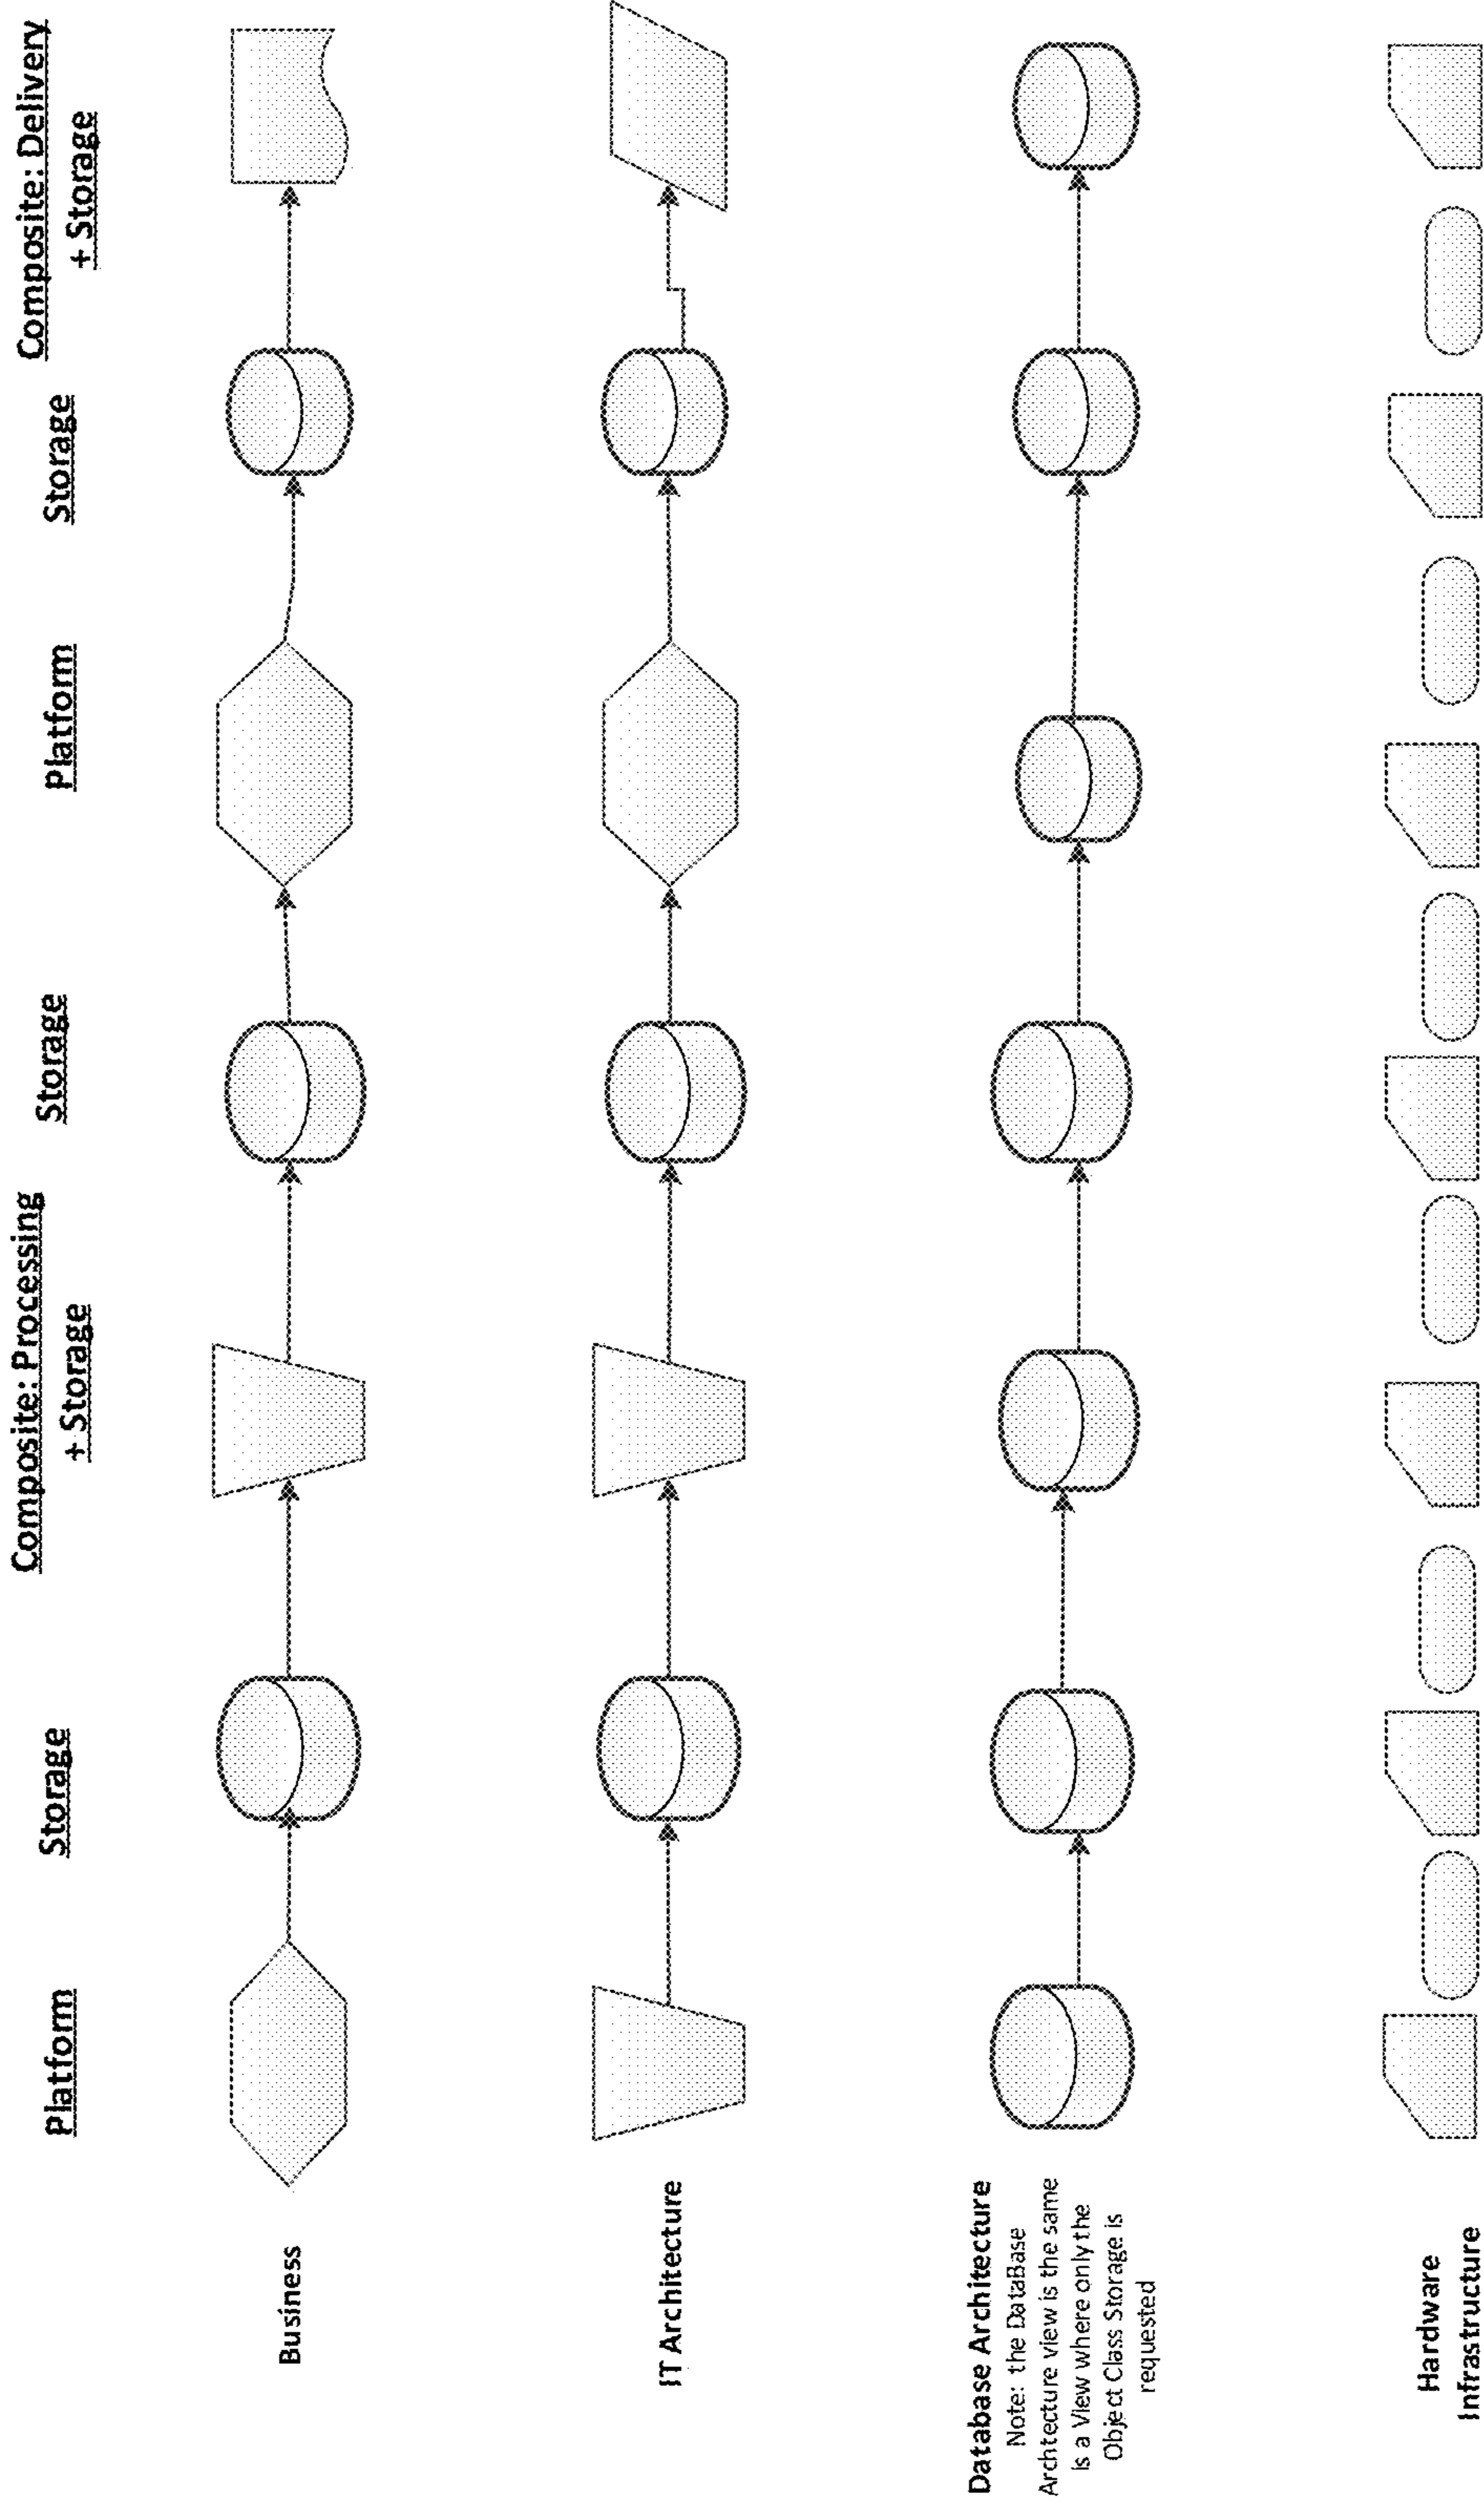 Platform
Storage
Composite: Processing
+ Storage
Storage
Platform
Storage
Composite: Delivery
+ Storage
Business
IT Architecture
Database Architecture
Note: the DataBase
Archtecture view is the same
is a View where only the
Object Class Storage is
requested
Hardware
Infrastructure